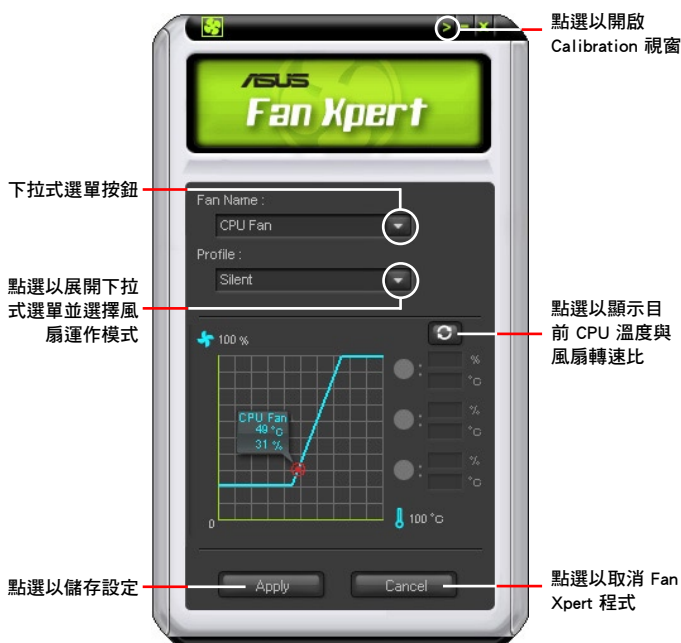 點選以開啟
Calibration 視窗
ASUS
Fan Xpert
下拉式選單按鈕
Fan Name :
CPU Fan
Profile :
Silent
點選以展開下拉
式選單並選擇風
扇運作模式
點選以顯示目
前 CPU 溫度與
風扇轉速比
100 %
: %
°C
CPU Fan
49 °C
31 %
: %
°C
: %
°C
0
100 °C
點選以儲存設定
Apply
Cancel
點選以取消 Fan
Xpert 程式